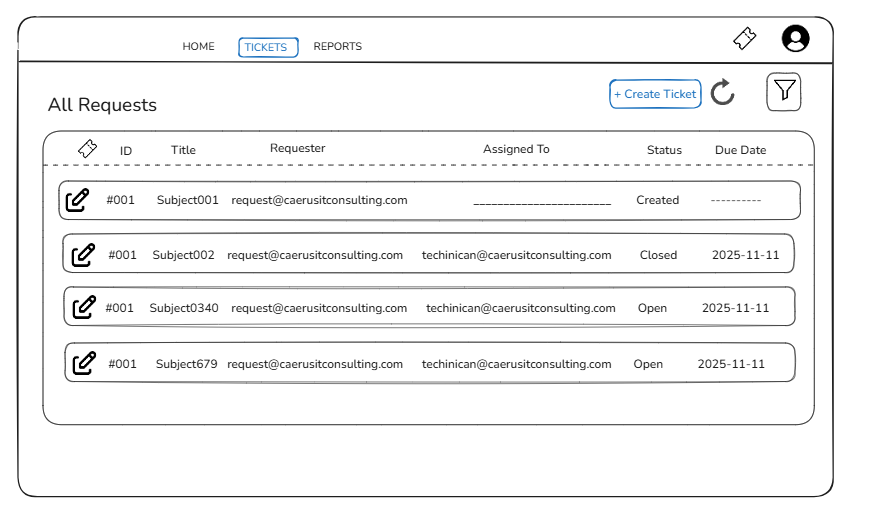 HOME TICKETS REPORTS
All Requests + Create Ticket
ID Title Requester Assigned To Status Due Date
#001 Subject001 request@caerusitconsulting.com _______________________ Created ----------
#001 Subject002 request@caerusitconsulting.com techinican@caerusitconsulting.com Closed 2025-11-11
#001 Subject0340 request@caerusitconsulting.com techinican@caerusitconsulting.com Open 2025-11-11
#001 Subject679 request@caerusitconsulting.com techinican@caerusitconsulting.com Open 2025-11-11